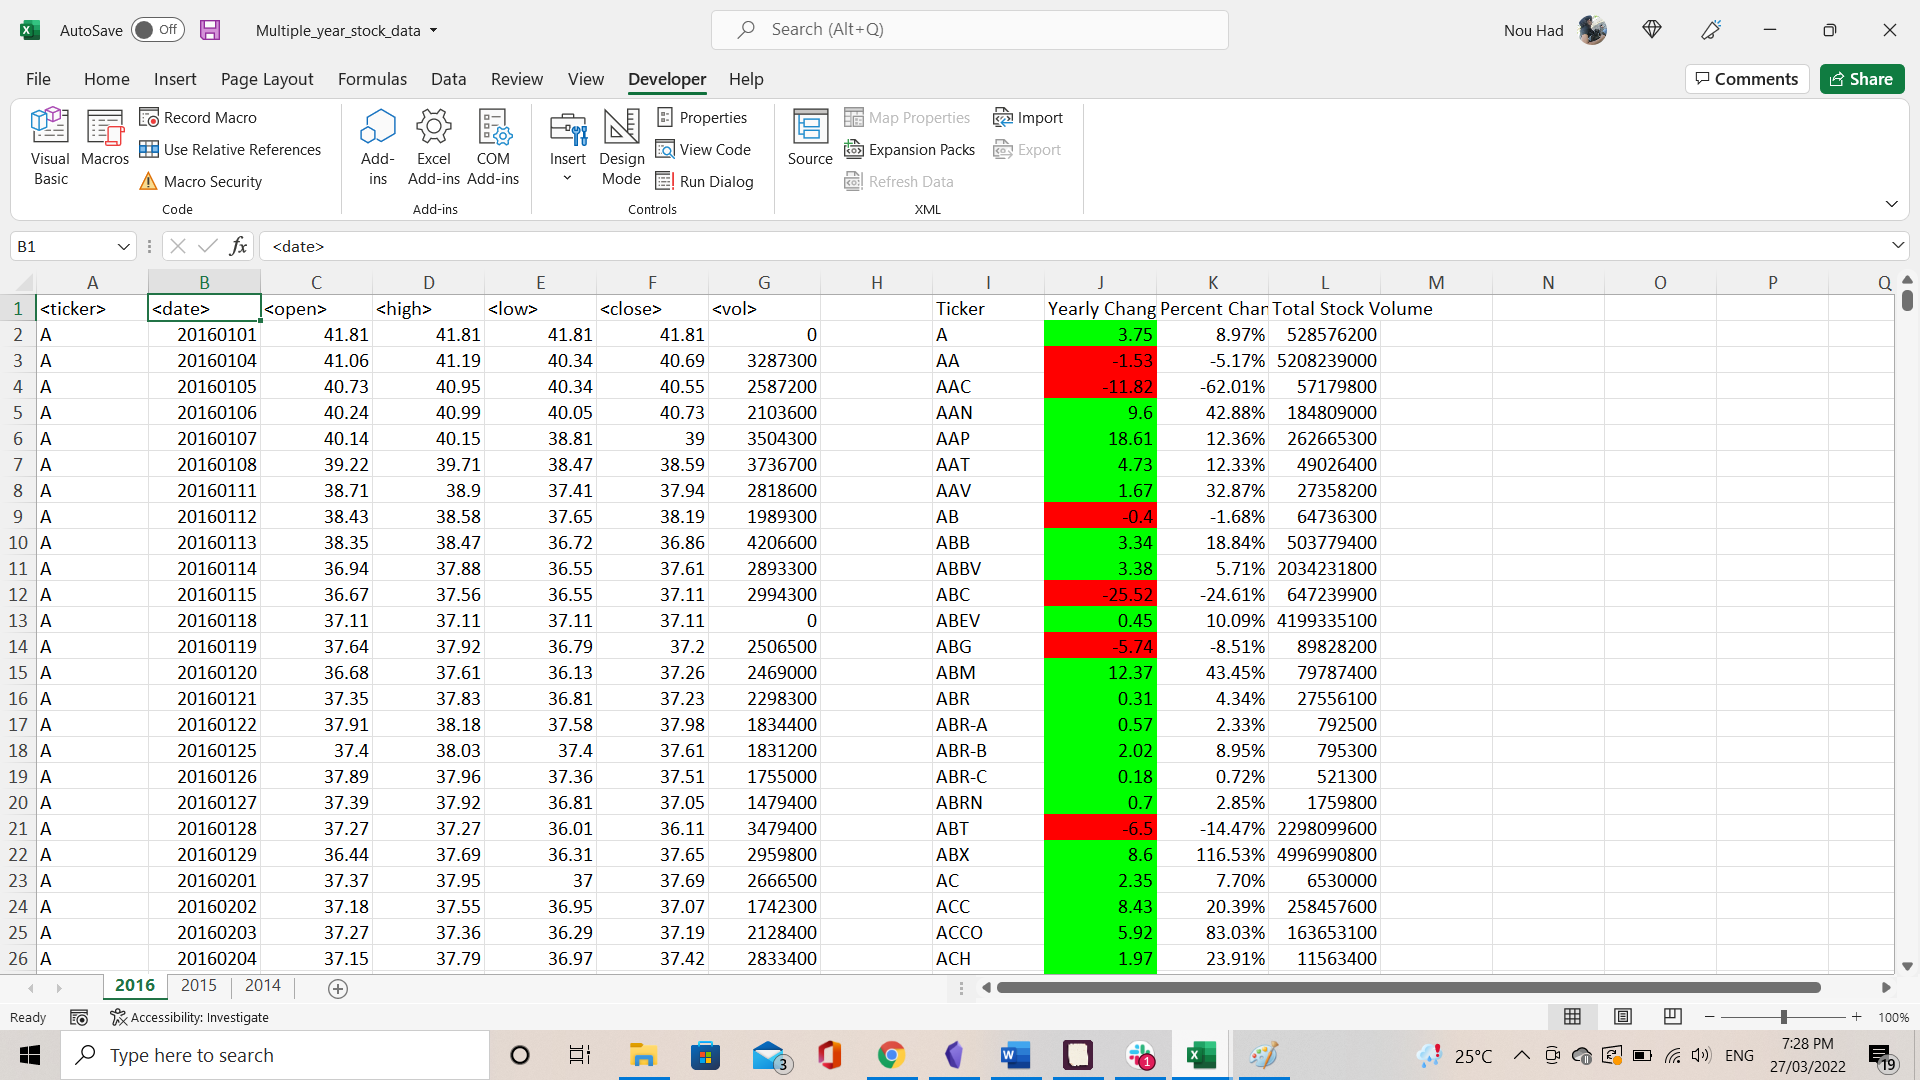 AutoSave Off Multiple_year_stock_data Search (Alt+Q) Nou Had
File Home Insert Page Layout Formulas Data Review View Developer Help Comments Share
Visual Basic
Macros
Record Macro
Use Relative References
Macro Security
Code
Add-ins
Excel Add-ins
COM Add-ins
Add-ins
Insert
Design Mode
Properties
View Code
Run Dialog
Controls
Source
Map Properties
Expansion Packs
Refresh Data
Import
Export
XML
B1 fx <date>
A B C D E F G H I J K L M N O P Q
1 <ticker> <date> <open> <high> <low> <close> <vol> Ticker Yearly Chang Percent Char Total Stock Volume
2 A 20160101 41.81 41.81 41.81 41.81 0 A 3.75 8.97% 528576200
3 A 20160104 41.06 41.19 40.34 40.69 3287300 AA -1.53 -5.17% 5208239000
4 A 20160105 40.73 40.95 40.34 40.55 2587200 AAC -11.82 -62.01% 57179800
5 A 20160106 40.24 40.99 40.05 40.73 2103600 AAN 9.6 42.88% 184809000
6 A 20160107 40.14 40.15 38.81 39 3504300 AAP 18.61 12.36% 262665300
7 A 20160108 39.22 39.71 38.47 38.59 3736700 AAT 4.73 12.33% 49026400
8 A 20160111 38.71 38.9 37.41 37.94 2818600 AAV 1.67 32.87% 27358200
9 A 20160112 38.43 38.58 37.65 38.19 1989300 AB -0.4 -1.68% 64736300
10 A 20160113 38.35 38.47 36.72 36.86 4206600 ABB 3.34 18.84% 503779400
11 A 20160114 36.94 37.88 36.55 37.61 2893300 ABBV 3.38 5.71% 2034231800
12 A 20160115 36.67 37.56 36.55 37.11 2994300 ABC -25.52 -24.61% 647239900
13 A 20160118 37.11 37.11 37.11 37.11 0 ABEV 0.45 10.09% 4199335100
14 A 20160119 37.64 37.92 36.79 37.2 2506500 ABG -5.74 -8.51% 89828200
15 A 20160120 36.68 37.61 36.13 37.26 2469000 ABM 12.37 43.45% 79787400
16 A 20160121 37.35 37.83 36.81 37.23 2298300 ABR 0.31 4.34% 27556100
17 A 20160122 37.91 38.18 37.58 37.98 1834400 ABR-A 0.57 2.33% 792500
18 A 20160125 37.4 38.03 37.4 37.61 1831200 ABR-B 2.02 8.95% 795300
19 A 20160126 37.89 37.96 37.36 37.51 1755000 ABR-C 0.18 0.72% 521300
20 A 20160127 37.39 37.92 36.81 37.05 1479400 ABRN 0.7 2.85% 1759800
21 A 20160128 37.27 37.27 36.01 36.11 3479400 ABT -6.5 -14.47% 2298099600
22 A 20160129 36.44 37.69 36.31 37.65 2959800 ABX 8.6 116.53% 4996990800
23 A 20160201 37.37 37.95 37 37.69 2666500 AC 2.35 7.70% 6530000
24 A 20160202 37.18 37.55 36.95 37.07 1742300 ACC 8.43 20.39% 258457600
25 A 20160203 37.27 37.36 36.29 37.19 2128400 ACCO 5.92 83.03% 163653100
26 A 20160204 37.15 37.79 36.97 37.42 2833400 ACH 1.97 23.91% 11563400
2016 2015 2014
Ready Accessibility: Investigate 100%
Type here to search 3 1 25°C ENG 7:28 PM
27/03/2022 19